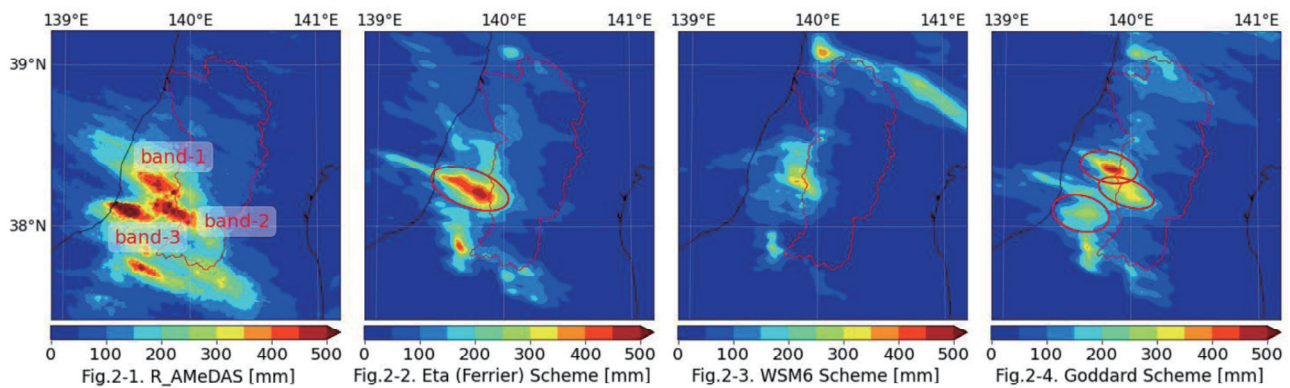 139°E 140°E 141°E 139°E 140°E 141°E 139°E 140°E 141°E 139°E 140°E 141°E
39°N
band-1
38°N
band-2
band-3
0 100 200 300 400 500 0 100 200 300 400 500 0 100 200 300 400 500 0 100 200 300 400 500
Fig.2-1. R_AMeDAS [mm] Fig.2-2. Eta (Ferrier) Scheme [mm] Fig.2-3. WSM6 Scheme [mm] Fig.2-4. Goddard Scheme [mm]